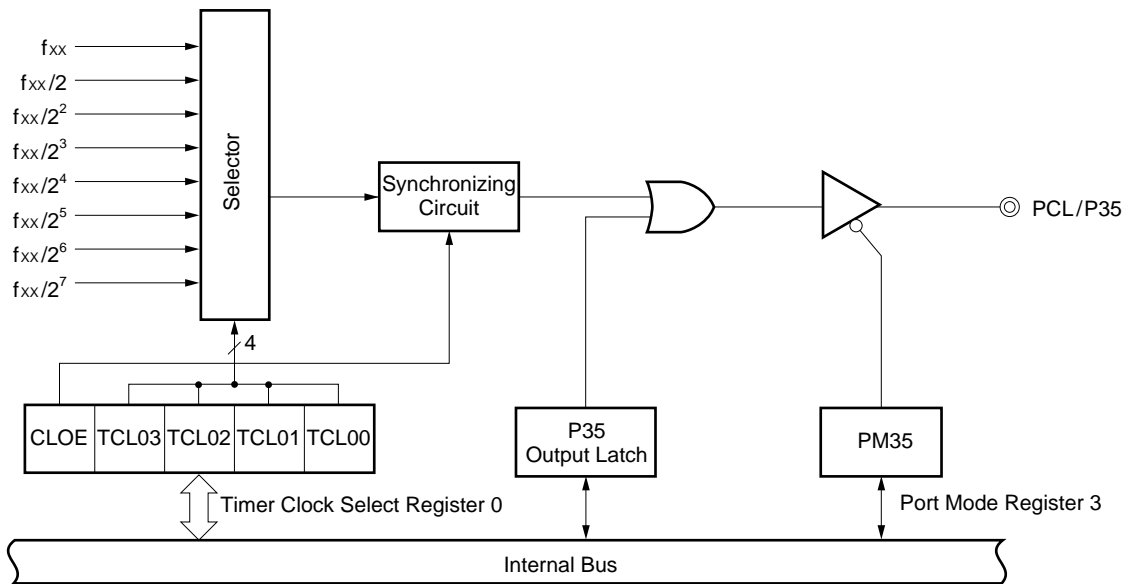 fXX
fXX/2
fXX/2²
fXX/2³
fXX/2⁴
fXX/2⁵
fXX/2⁶
fXX/2⁷
Selector
4
Synchronizing
Circuit
PCL/P35
CLOE TCL03 TCL02 TCL01 TCL00
P35
Output Latch
PM35
Timer Clock Select Register 0
Port Mode Register 3
Internal Bus